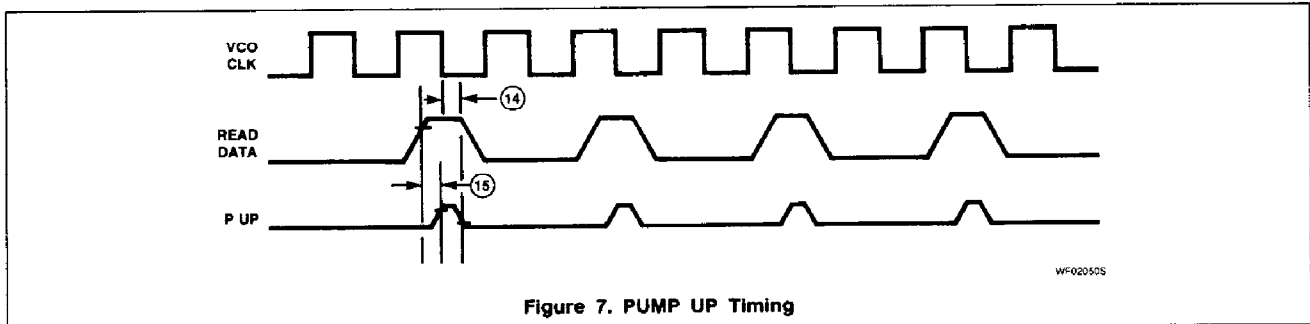 VCO
CLK
14
READ
DATA
15
P UP
WF02050S
Figure 7. PUMP UP Timing